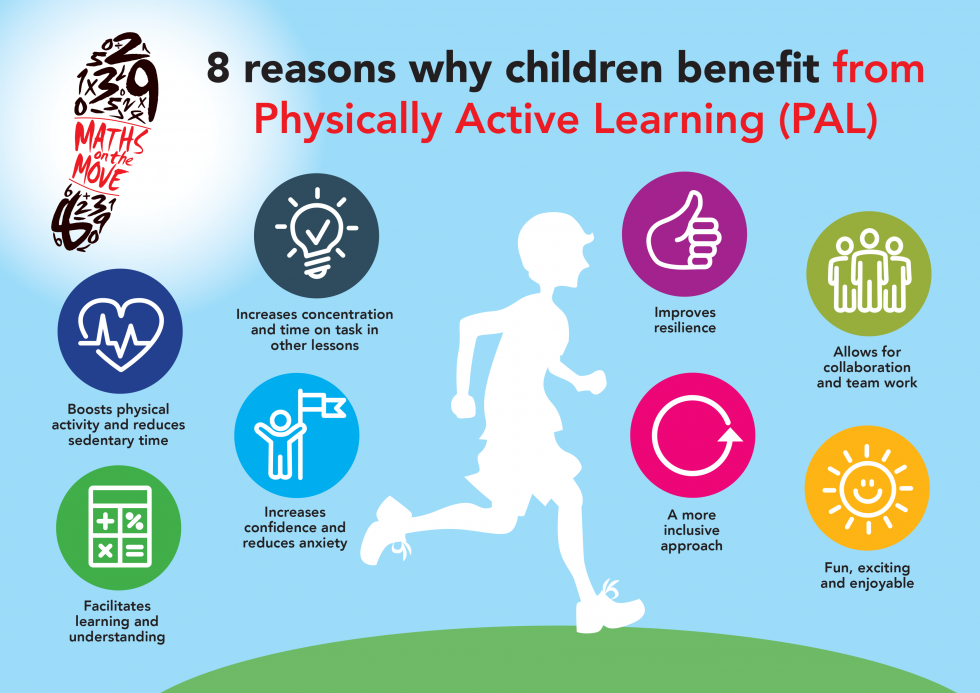 8 reasons why children benefit from
Physically Active Learning (PAL)
MATHS
on the
MOVE
Increases concentration
and time on task in
other lessons
Improves
resilience
Allows for
collaboration
and team work
Boosts physical
activity and reduces
sedentary time
Increases
confidence and
reduces anxiety
A more
inclusive
approach
Fun, exciting
and enjoyable
Facilitates
learning and
understanding